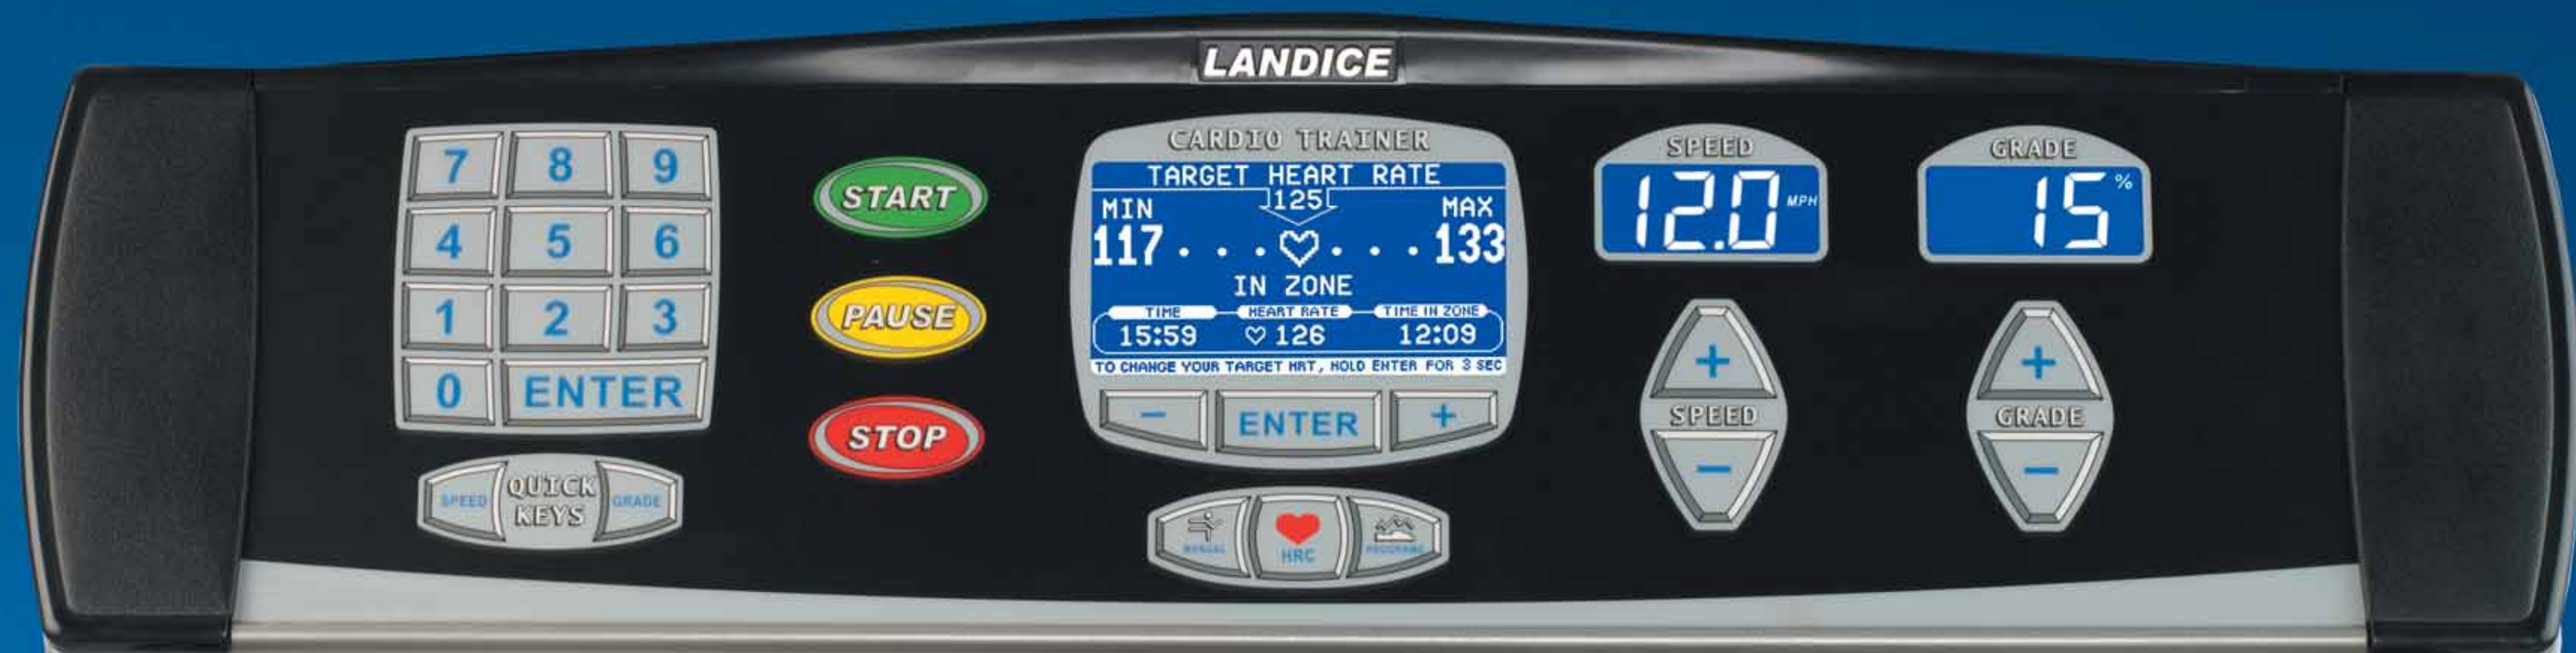 LANDICE
7 8 9
4 5 6
1 2 3
0 ENTER
SPEED QUICK KEYS GRADE
START
PAUSE
STOP
CARDIO TRAINER
TARGET HEART RATE
125
MIN MAX
117 133
IN ZONE
TIME HEART RATE TIME IN ZONE
15:59 126 12:09
TO CHANGE YOUR TARGET HRT, HOLD ENTER FOR 3 SEC
- ENTER +
MANUAL HRC PROGRAMS
SPEED
12.0 MPH
+
SPEED
-
GRADE
15 %
+
GRADE
-